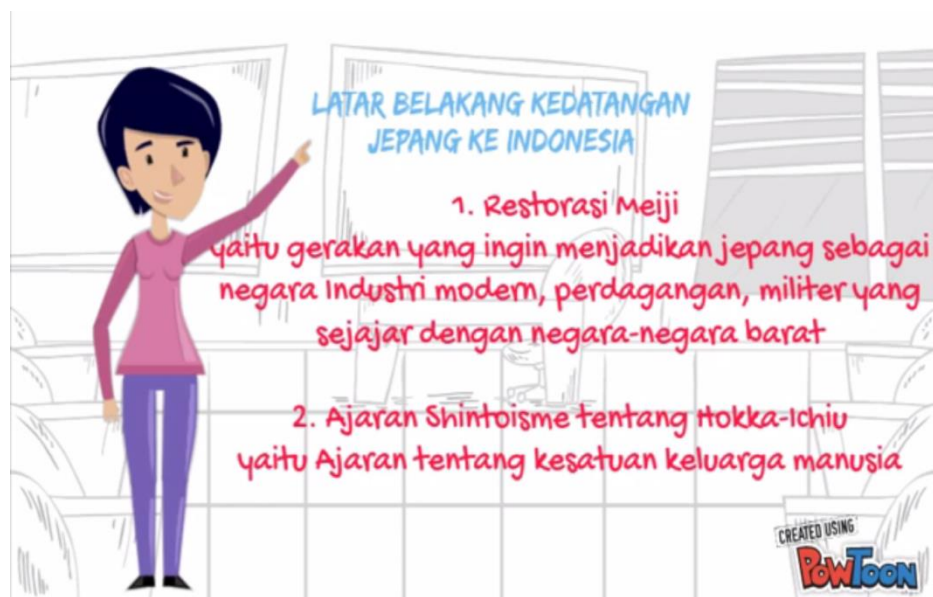 LATAR BELAKANG KEDATANGAN
JEPANG KE INDONESIA
1. Restorasi Meiji
yaitu gerakan yang ingin menjadikan jepang sebagai
negara Industri modern, perdagangan, militer yang
sejajar dengan negara-negara barat
2. Ajaran Shintoisme tentang Hokka-Ichiu
yaitu Ajaran tentang kesatuan keluarga manusia
CREATED USING
POWTOON